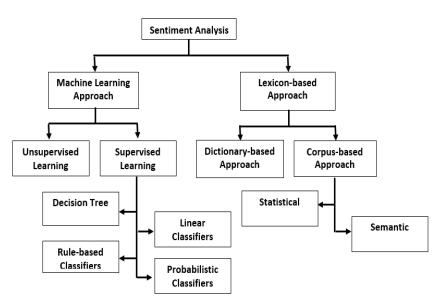 Sentiment Analysis
Machine Learning
Approach
Lexicon-based
Approach
Unsupervised
Learning
Supervised
Learning
Dictionary-based
Approach
Corpus-based
Approach
Decision Tree
Linear
Classifiers
Rule-based
Classifiers
Probabilistic
Classifiers
Statistical
Semantic